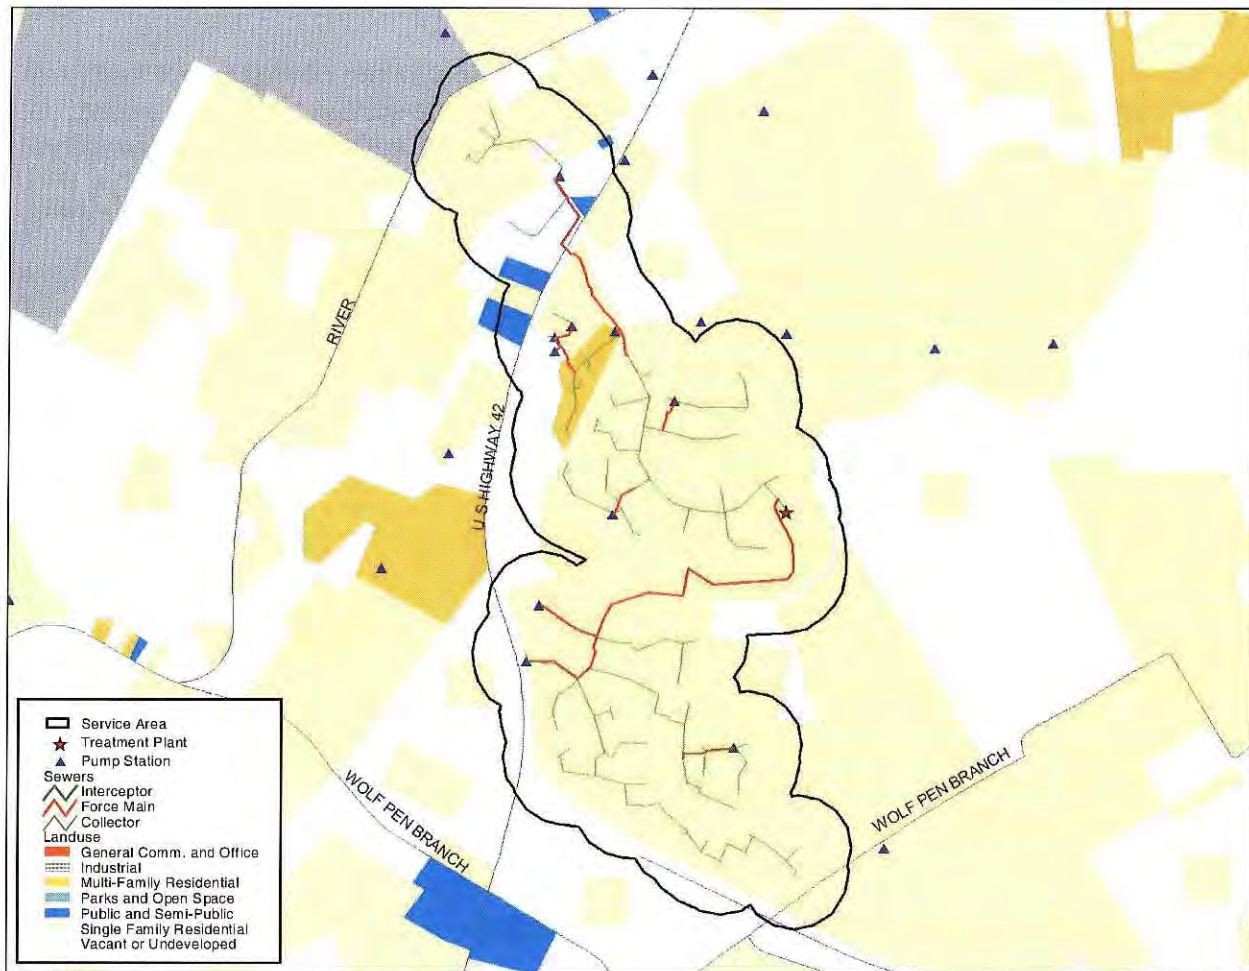 RIVER
U S HIGHWAY 42
WOLF PEN BRANCH
WOLF PEN BRANCH
Service Area
Treatment Plant
Pump Station
Sewers
Interceptor
Force Main
Collector
Landuse
General Comm. and Office
Industrial
Multi-Family Residential
Parks and Open Space
Public and Semi-Public
Single Family Residential
Vacant or Undeveloped